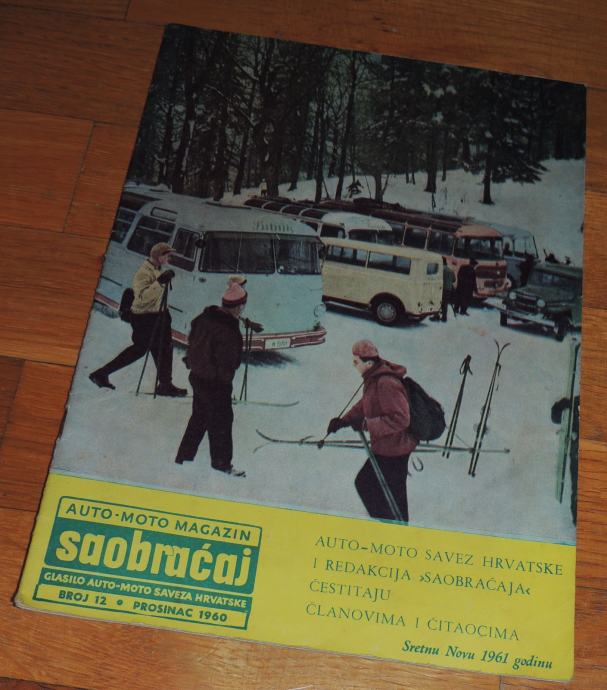 AUTO-MOTO MAGAZIN
saobraćaj
GLASILO AUTO-MOTO SAVEZA HRVATSKE
BROJ 12 • PROSINAC 1960
AUTO-MOTO SAVEZ HRVATSKE
I REDAKCIJA »SAOBRAĆAJA«
ČESTITAJU
ČLANOVIMA I ČITAOCIMA
Sretnu Novu 1961 godinu